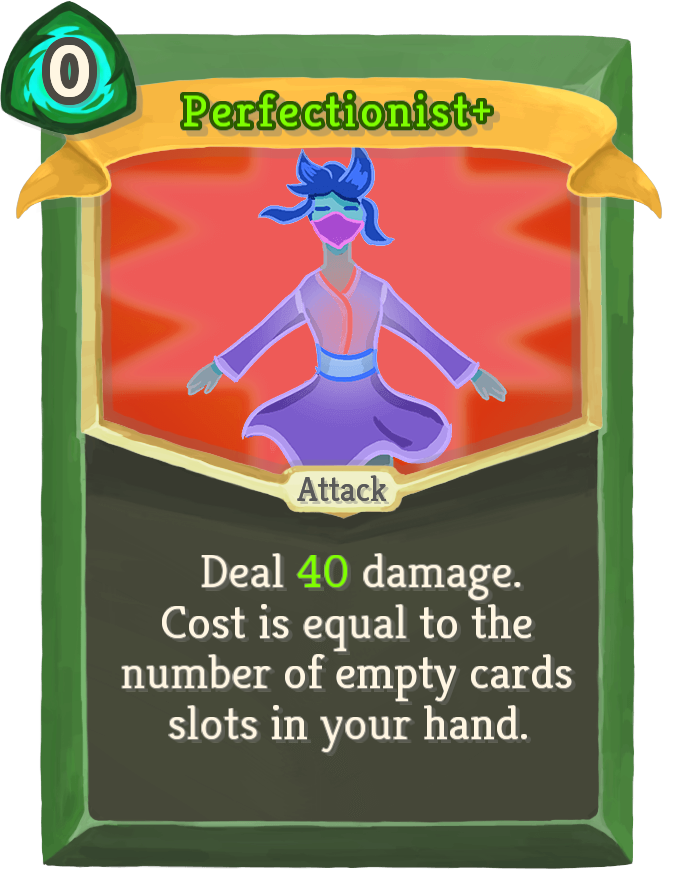 0
Perfectionist+
Attack
Deal 40 damage.
Cost is equal to the
number of empty cards
slots in your hand.